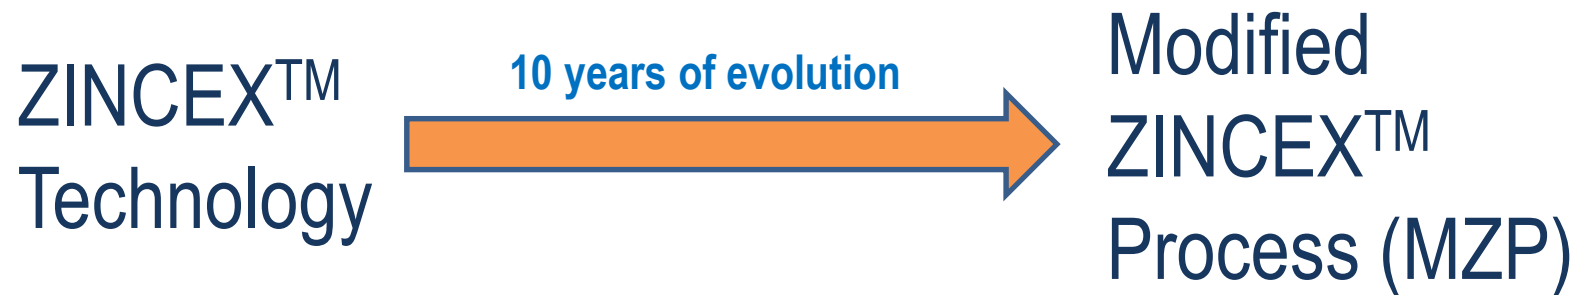 ZINCEX™
Technology
10 years of evolution
Modified
ZINCEX™
Process (MZP)